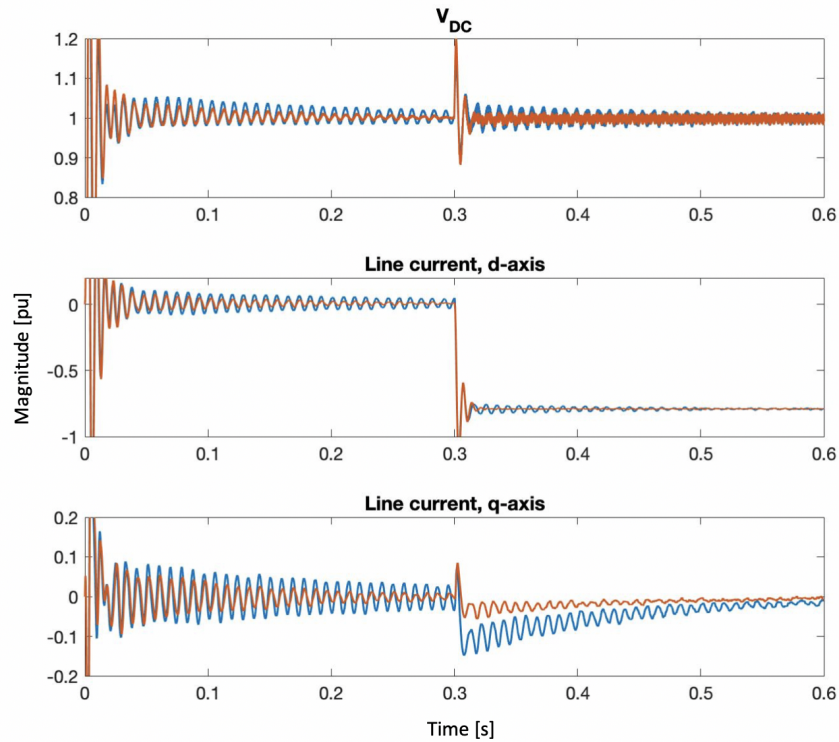 V_DC
1.2
1.1
1
0.9
0.8
0 0.1 0.2 0.3 0.4 0.5 0.6
Line current, d-axis
0
-0.5
-1
0 0.1 0.2 0.3 0.4 0.5 0.6
Magnitude [pu]
Line current, q-axis
0.2
0.1
0
-0.1
-0.2
0 0.1 0.2 0.3 0.4 0.5 0.6
Time [s]